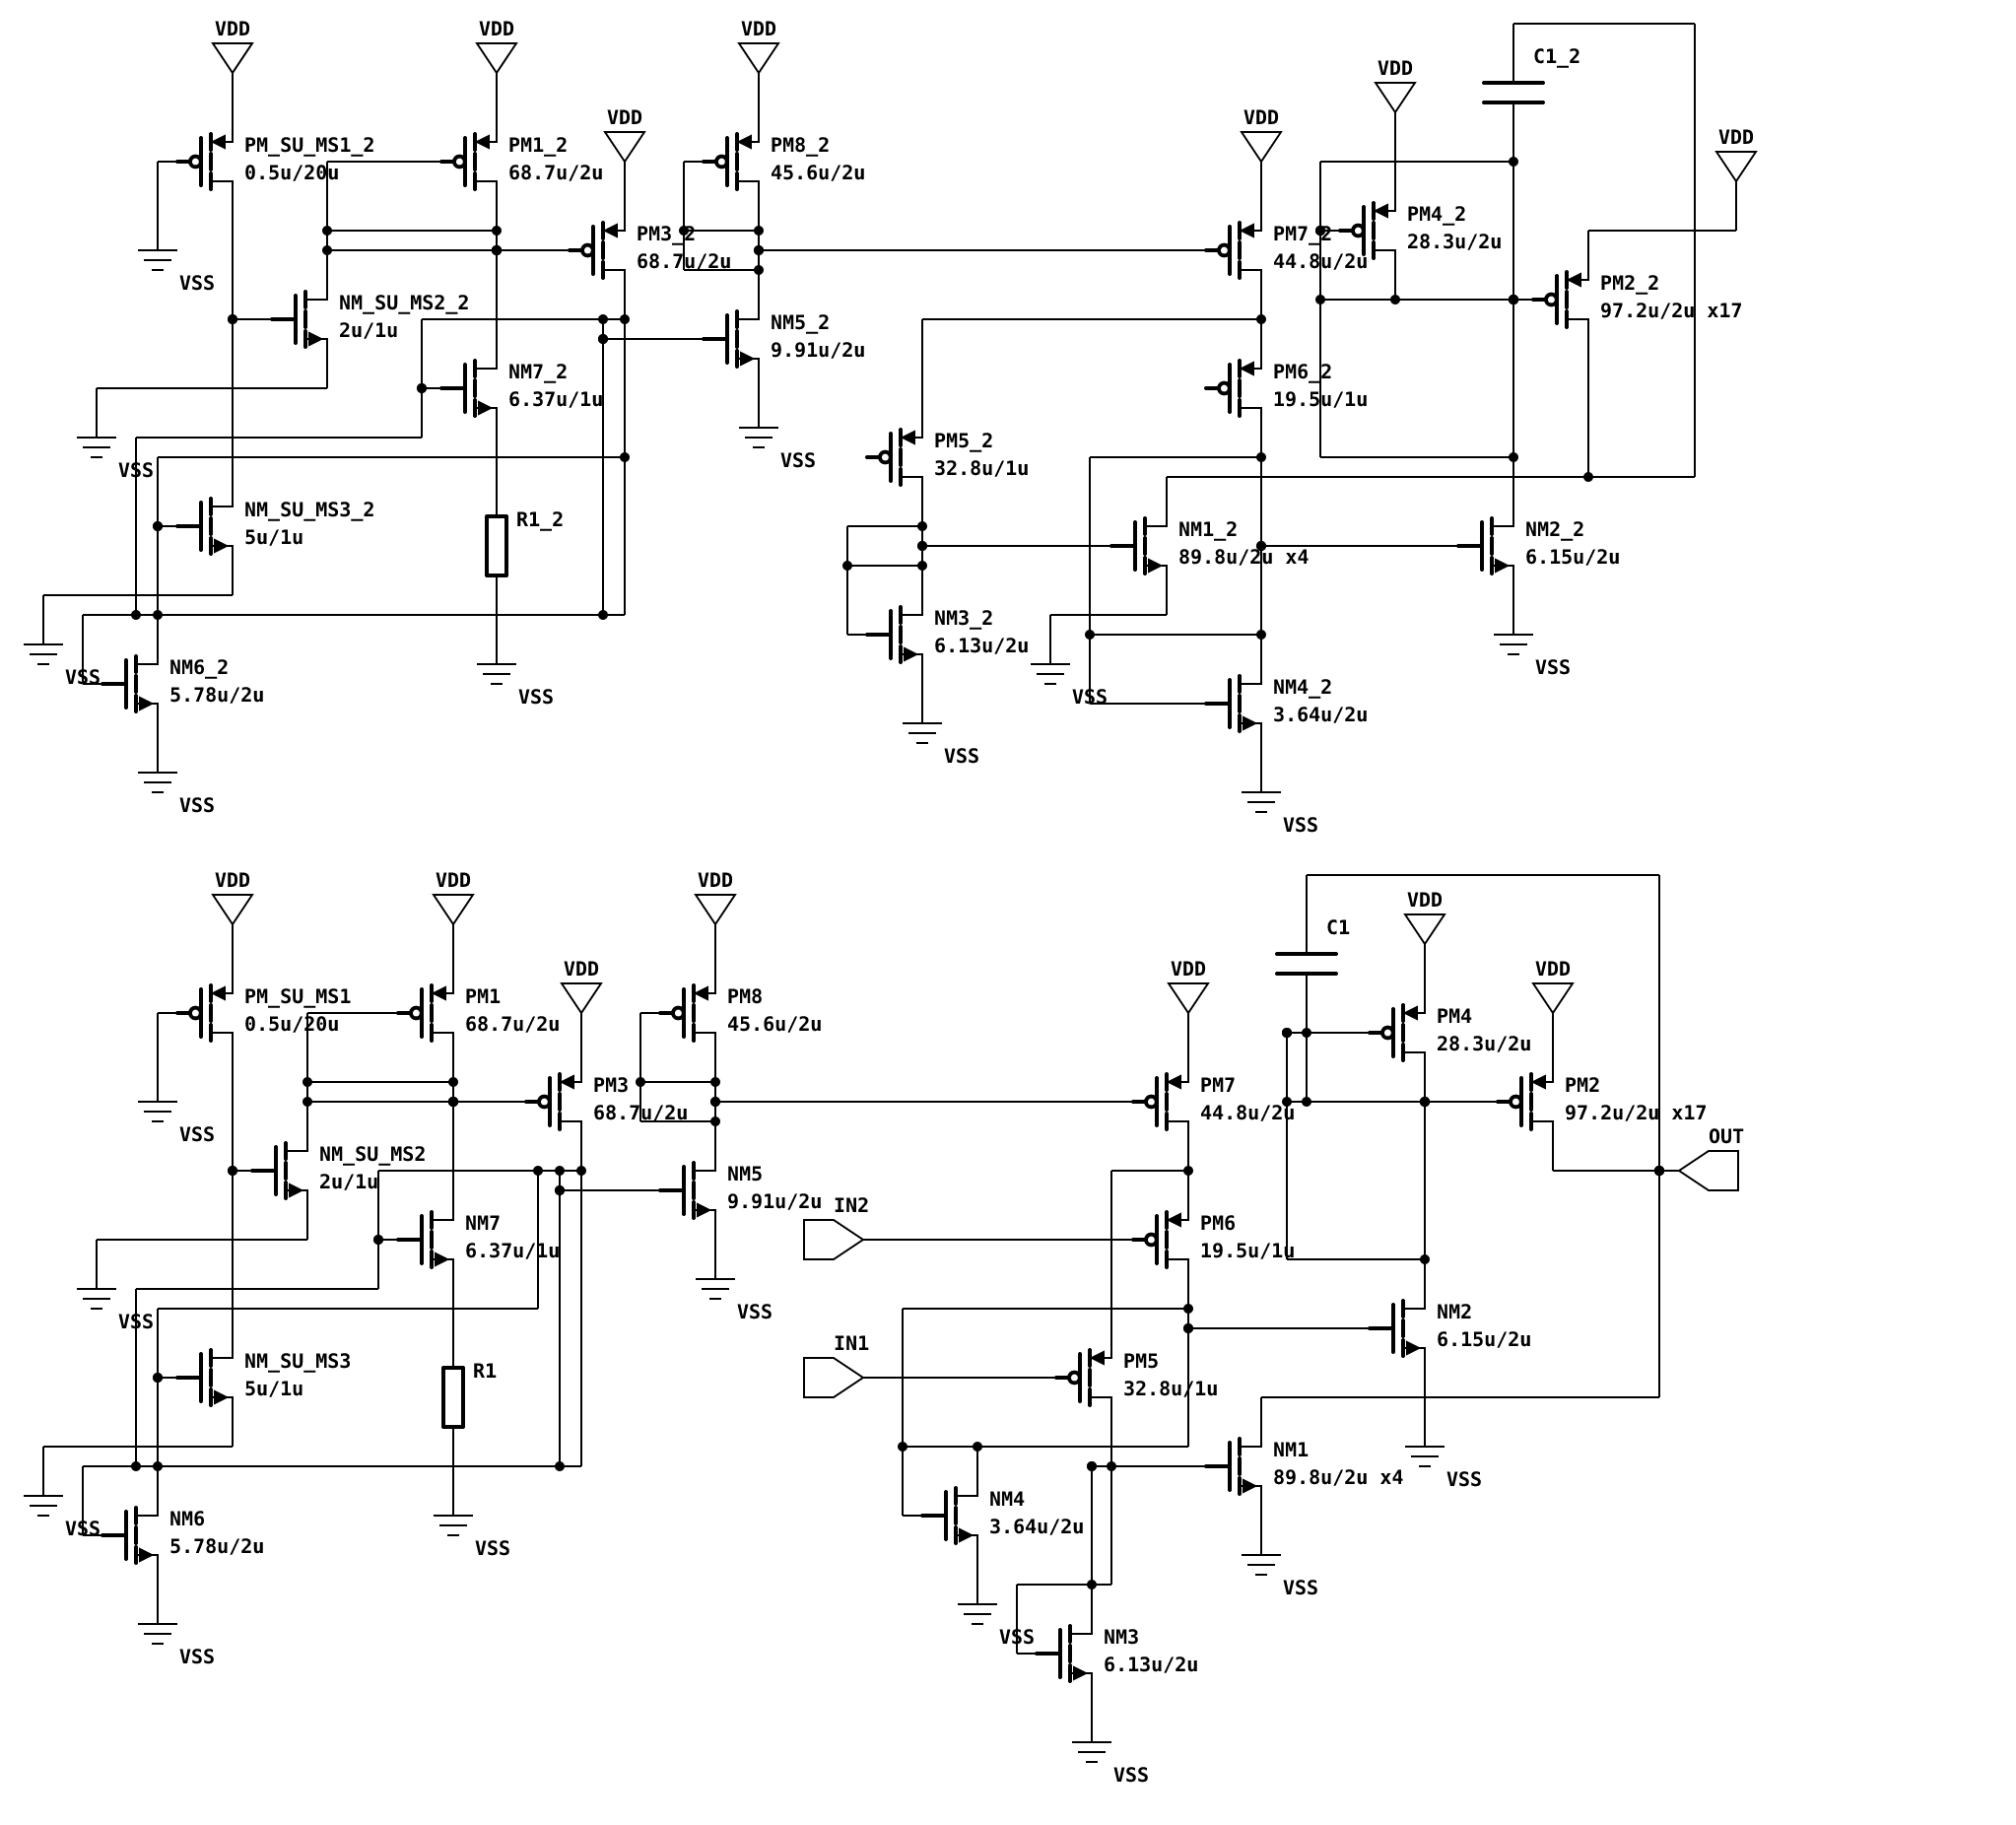 VDD
VDD
VDD
C1_2
VDD
VDD
VDD
VDD
PM_SU_MS1_2
0.5u/20u
PM1_2
68.7u/2u
PM8_2
45.6u/2u
PM4_2
28.3u/2u
PM3_2
68.7u/2u
PM7_2
44.8u/2u
VSS
PM2_2
97.2u/2u x17
NM_SU_MS2_2
2u/1u
NM5_2
9.91u/2u
NM7_2
6.37u/1u
PM6_2
19.5u/1u
VSS
VSS
PM5_2
32.8u/1u
NM_SU_MS3_2
5u/1u
R1_2
NM1_2
89.8u/2u x4
NM2_2
6.15u/2u
NM3_2
6.13u/2u
VSS
NM6_2
5.78u/2u
VSS
VSS
NM4_2
3.64u/2u
VSS
VSS
VSS
VSS
VDD
VDD
VDD
VDD
C1
VDD
VDD
VDD
PM_SU_MS1
0.5u/20u
PM1
68.7u/2u
PM8
45.6u/2u
PM4
28.3u/2u
PM3
68.7u/2u
PM7
44.8u/2u
PM2
97.2u/2u x17
VSS
OUT
NM_SU_MS2
2u/1u
NM5
9.91u/2u
IN2
NM7
6.37u/1u
PM6
19.5u/1u
VSS
VSS
NM2
6.15u/2u
IN1
NM_SU_MS3
5u/1u
R1
PM5
32.8u/1u
NM1
89.8u/2u x4
VSS
NM4
3.64u/2u
VSS
NM6
5.78u/2u
VSS
VSS
VSS
NM3
6.13u/2u
VSS
VSS